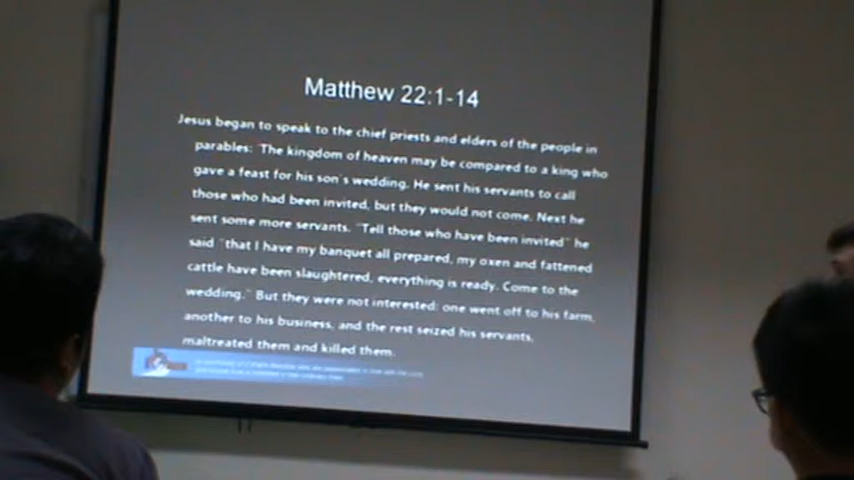 Matthew 22:1-14
Jesus began to speak to the chief priests and elders of the people in
parables: "The kingdom of heaven may be compared to a king who
gave a feast for his son's wedding. He sent his servants to call
those who had been invited, but they would not come. Next he
sent some more servants. "Tell those who have been invited" he
said "that I have my banquet all prepared, my oxen and fattened
cattle have been slaughtered, everything is ready. Come to the
wedding." But they were not interested: one went off to his farm,
another to his business, and the rest seized his servants,
maltreated them and killed them.